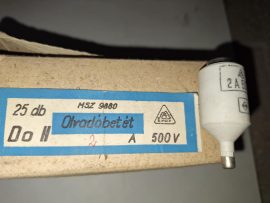 25 db MSZ 9880
Do II Olvadóbetét
2 A 500 V
2 A